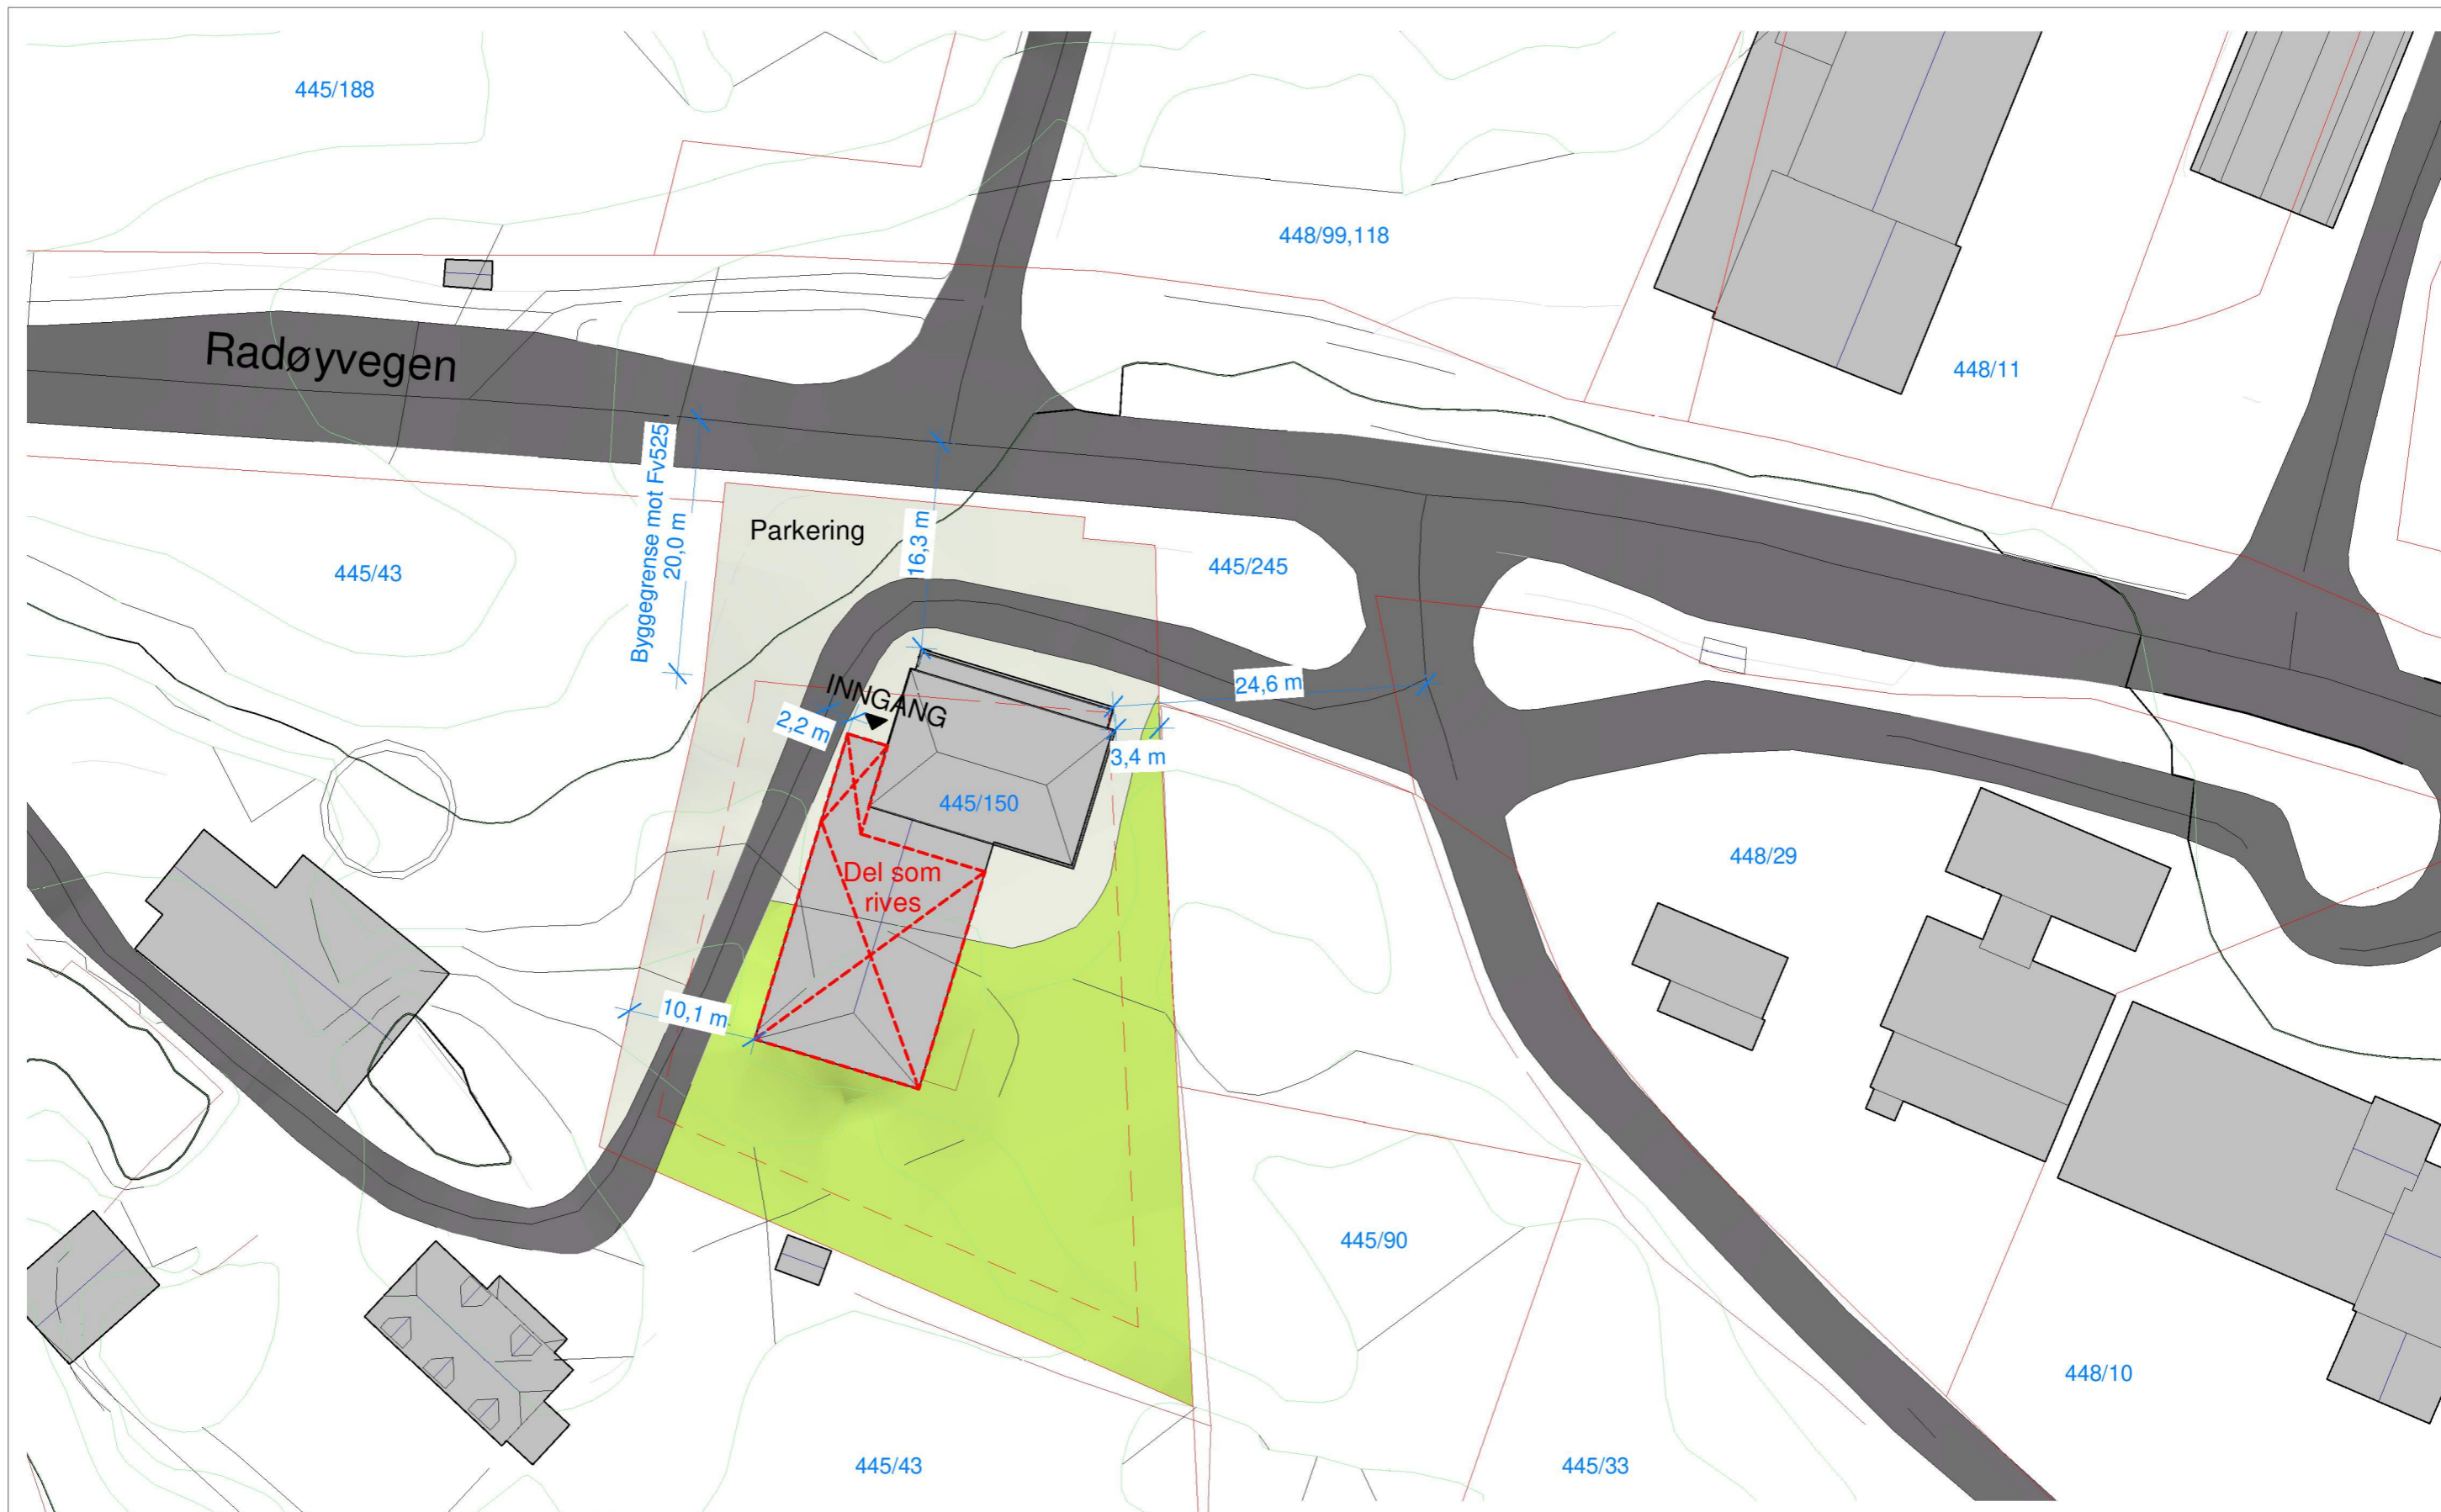 445/188
448/99,118
Radøyvegen
448/11
Byggegrense mot Fv525
20,0 m
Parkering
16,3 m
445/245
445/43
24,6 m
INNGANG
2,2 m
3,4 m
445/150
448/29
Del som
rives
10,1 m
445/90
448/10
445/43
445/33